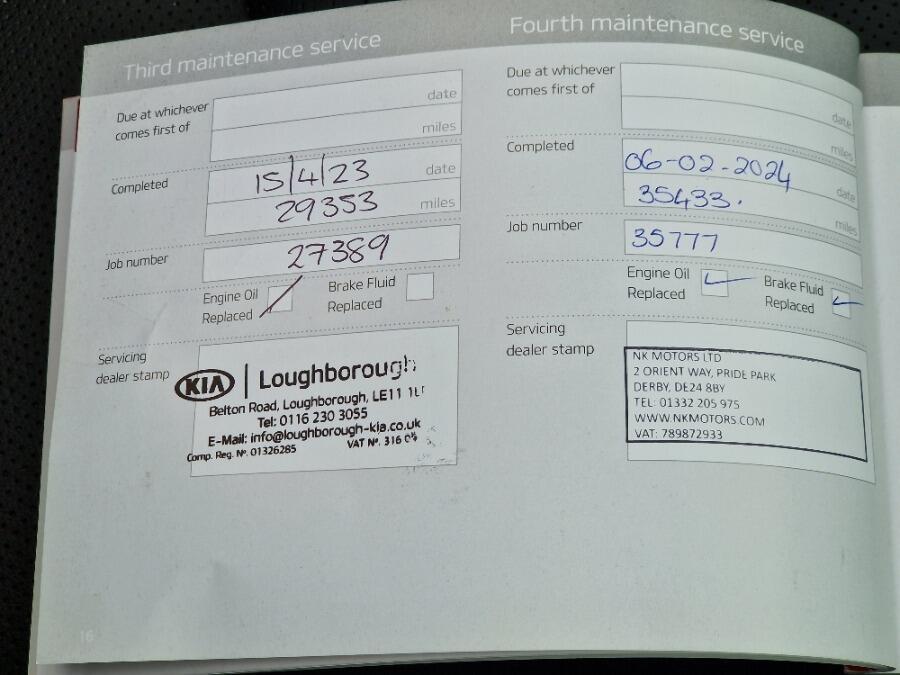 Third maintenance service
Due at whichever
comes first of
date
miles
Completed
15/4/23 date
29353 miles
Job number
27389
Engine Oil
Replaced
Brake Fluid
Replaced
Servicing
dealer stamp
KIA Loughborough
Belton Road, Loughborough, LE11
Tel: 0116 230 3055
E-Mail: info@loughborough-kia.co.uk
Comp. Reg. Nº. 01326285 VAT Nº. 316
16
Fourth maintenance service
Due at whichever
comes first of
date
miles
Completed
06-02-2024 date
35433. miles
Job number
35777
Engine Oil
Replaced
Brake Fluid
Replaced
Servicing
dealer stamp
NK MOTORS LTD
2 ORIENT WAY, PRIDE PARK
DERBY, DE24 8BY
TEL: 01332 205 975
WWW.NKMOTORS.COM
VAT: 789872933